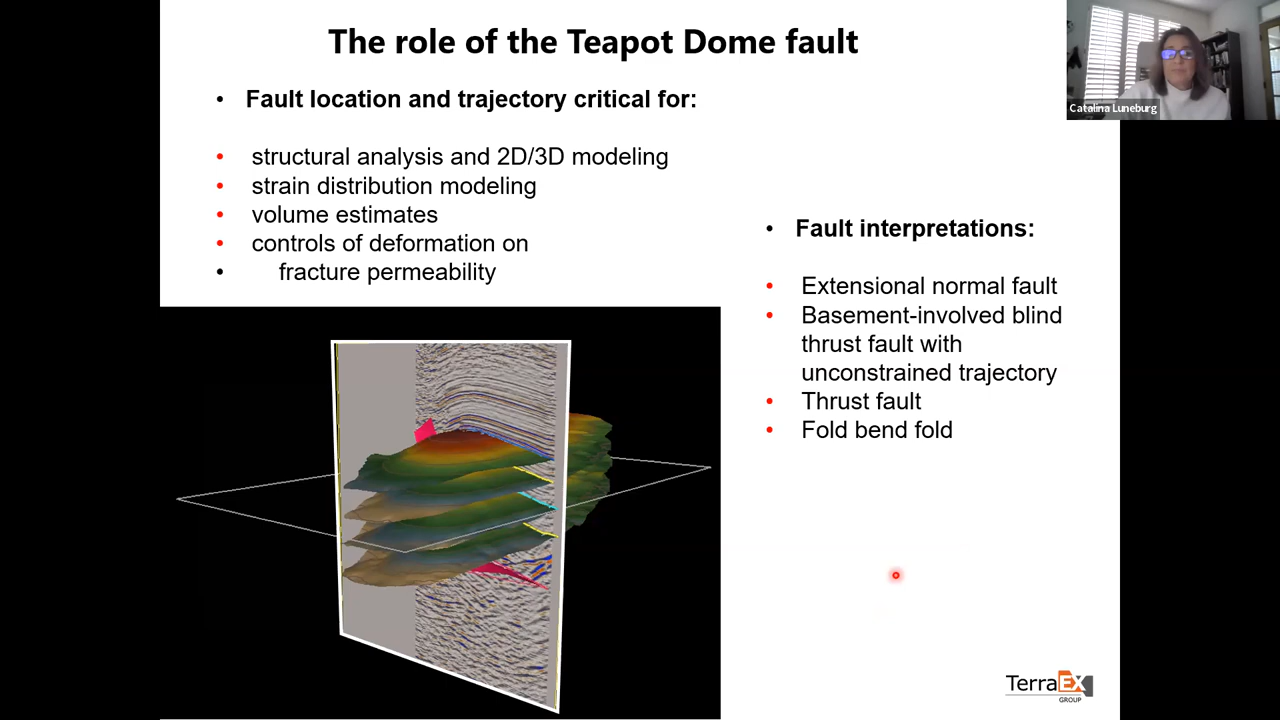 The role of the Teapot Dome fault
Catalina Luneburg
• Fault location and trajectory critical for:
• structural analysis and 2D/3D modeling
• strain distribution modeling
• volume estimates
• controls of deformation on
• fracture permeability
• Fault interpretations:
• Extensional normal fault
• Basement-involved blind
thrust fault with
unconstrained trajectory
• Thrust fault
• Fold bend fold
TerraEX
GROUP